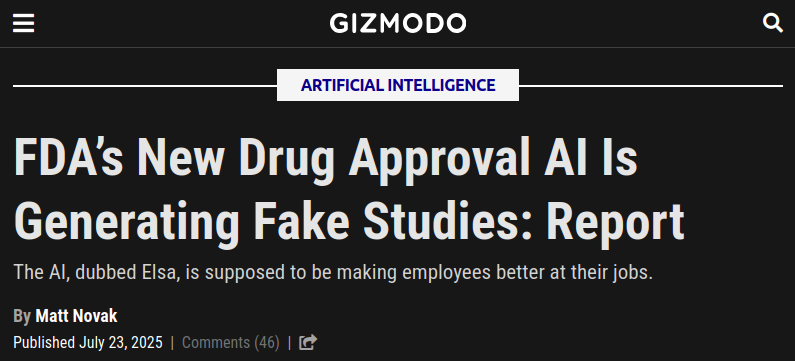 GIZMODO
ARTIFICIAL INTELLIGENCE
FDA’s New Drug Approval AI Is
Generating Fake Studies: Report
The AI, dubbed Elsa, is supposed to be making employees better at their jobs.
By Matt Novak
Published July 23, 2025 | Comments (46) |